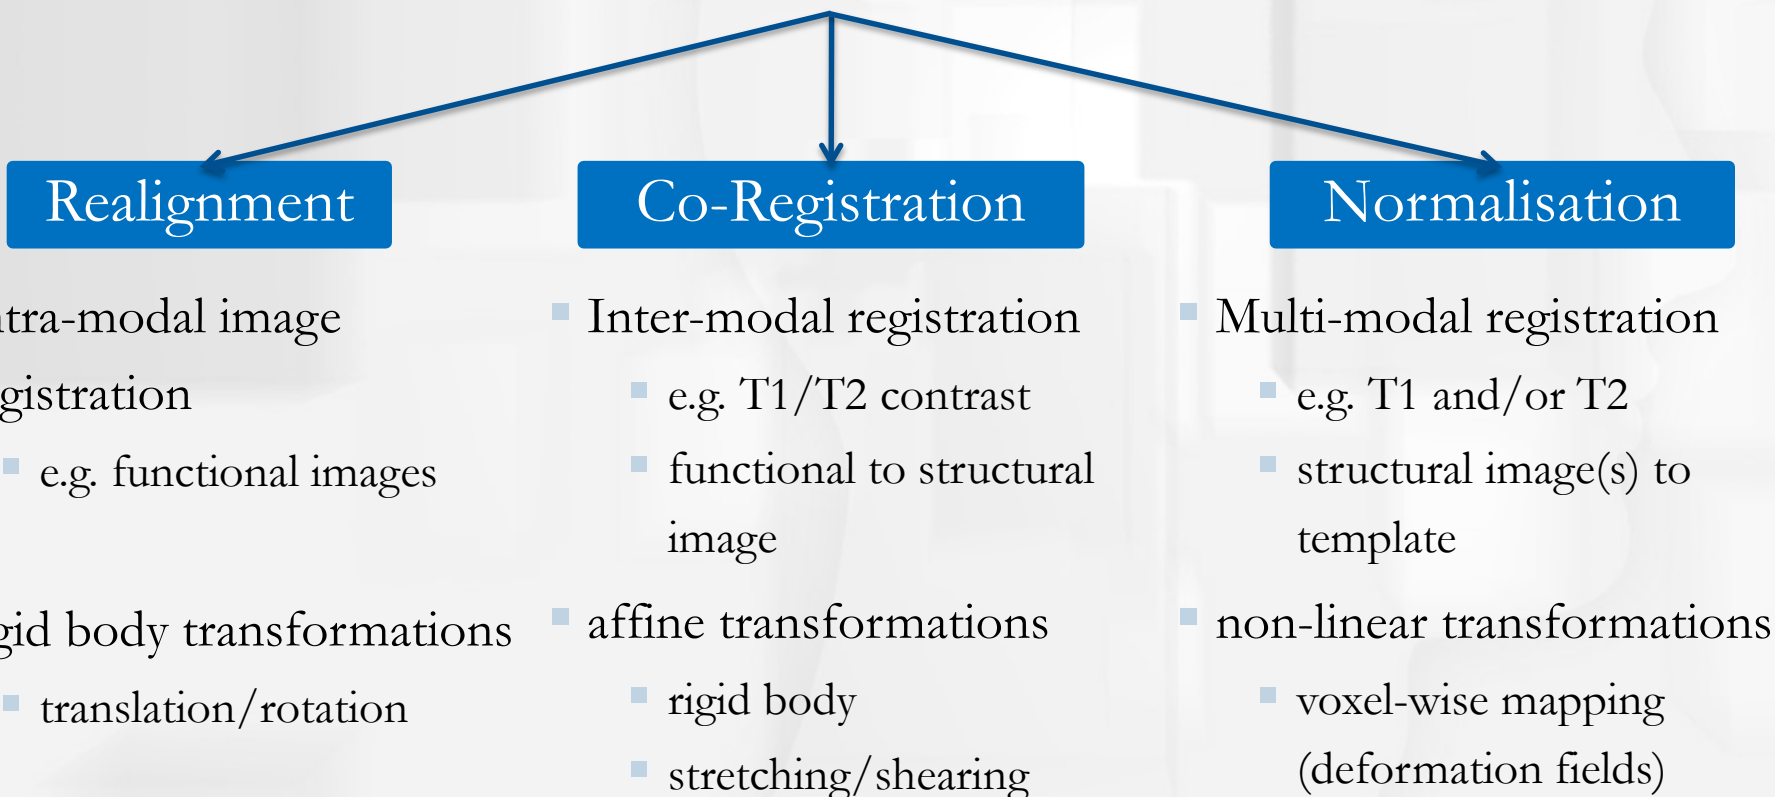 Realignment
Co-Registration
Normalisation
ntra-modal image
gistration
e.g. functional images
gid body transformations
translation/rotation
Inter-modal registration
e.g. T1/T2 contrast
functional to structural
image
affine transformations
rigid body
stretching/shearing
Multi-modal registration
e.g. T1 and/or T2
structural image(s) to
template
non-linear transformations
voxel-wise mapping
(deformation fields)